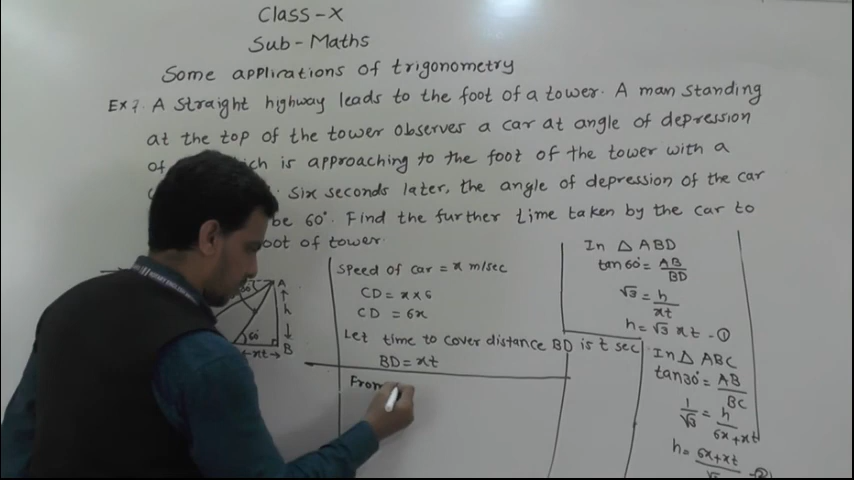 Class-X
Sub-Maths
Some applications of trigonometry
Ex 7. A straight highway leads to the foot of a tower. A man standing
at the top of the tower observes a car at angle of depression
of which is approaching to the foot of the tower with a
six seconds later, the angle of depression of the car
be 60°. Find the further time taken by the car to
foot of tower.
30°
A
h
60°
B
xt
Speed of car = x m/sec
CD = x×6
CD = 6x
Let time to cover distance BD is t sec
BD = xt
From
In △ ABD
tan60° = AB/BD
√3 = h/xt
h = √3 xt - ①
In △ ABC
tan30° = AB/BC
1/√3 = h/6x+xt
h = 6x+xt/√3 - ②